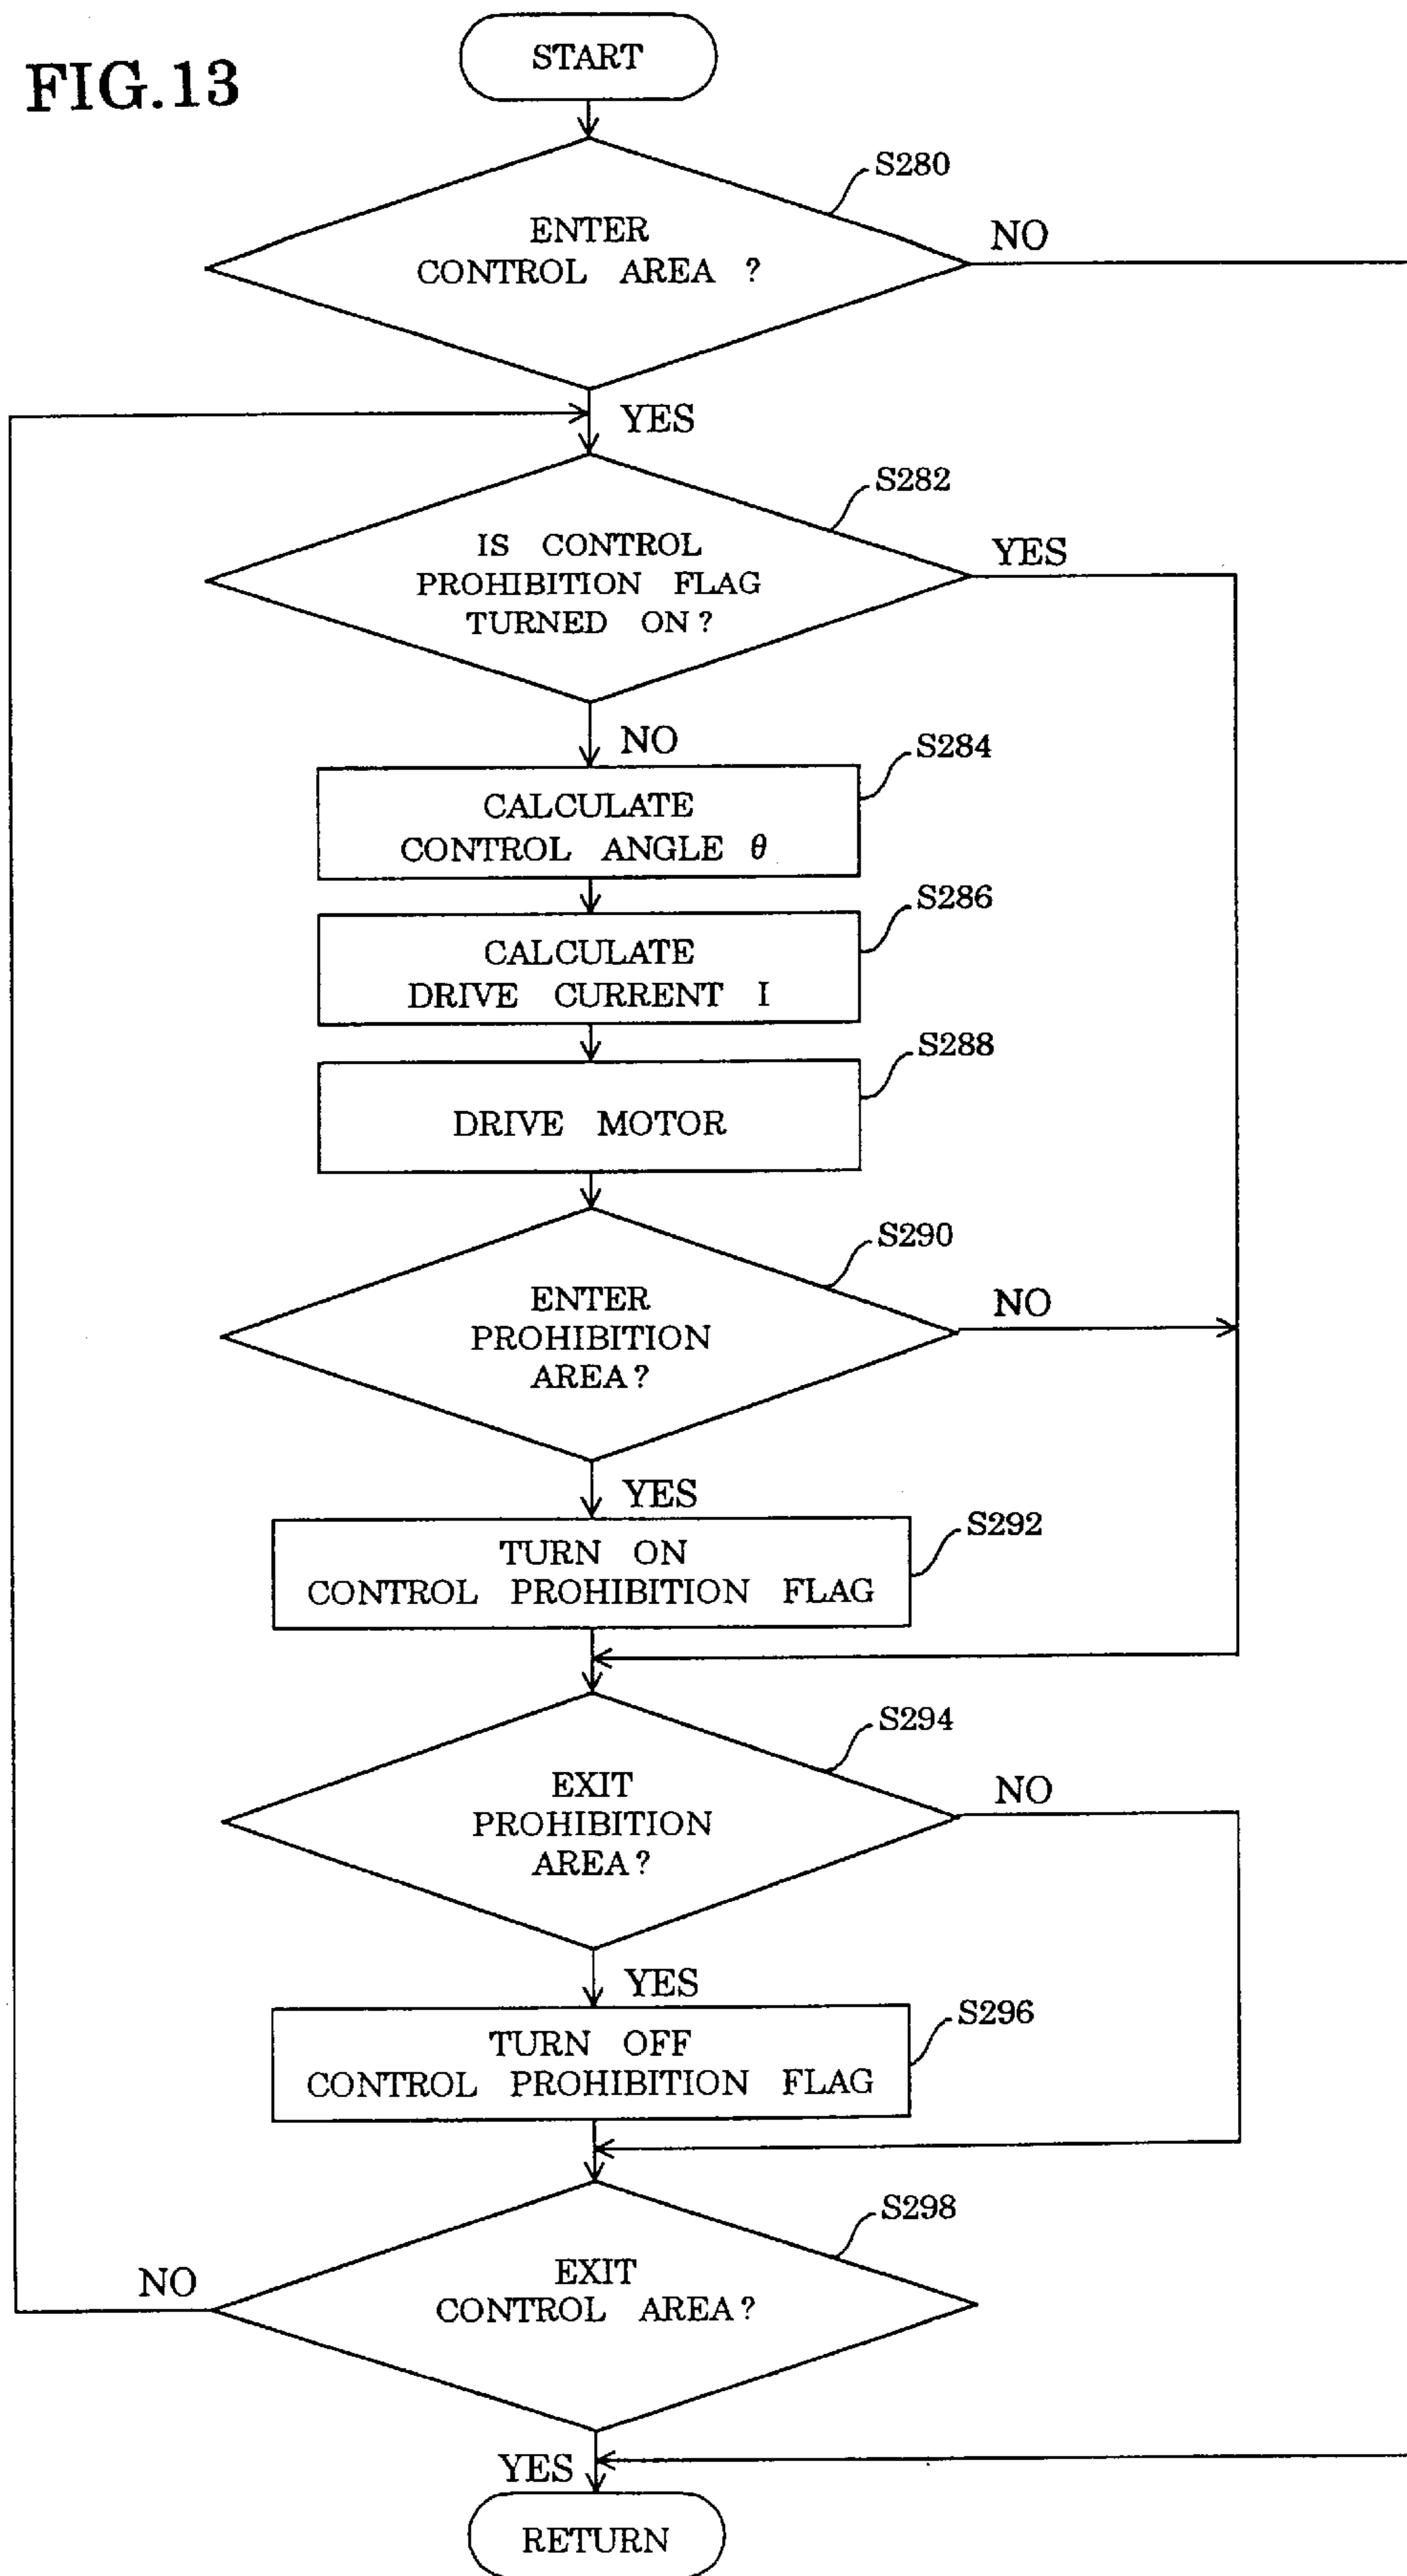 FIG.13
START
S280
ENTER
CONTROL AREA ?
NO
YES
S282
IS CONTROL
PROHIBITION FLAG
TURNED ON?
YES
NO
S284
CALCULATE
CONTROL ANGLE θ
S286
CALCULATE
DRIVE CURRENT I
S288
DRIVE MOTOR
S290
ENTER
PROHIBITION
AREA?
NO
YES
S292
TURN ON
CONTROL PROHIBITION FLAG
S294
EXIT
PROHIBITION
AREA?
NO
YES
S296
TURN OFF
CONTROL PROHIBITION FLAG
S298
EXIT
CONTROL AREA?
NO
YES
RETURN